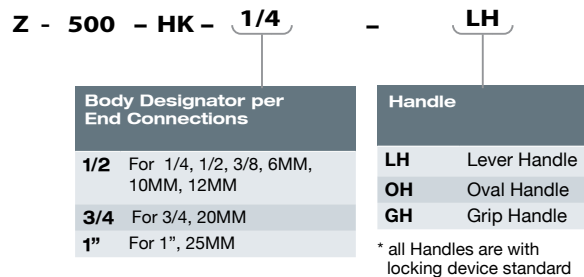 Z - 500 – HK – 1/4 – LH
Body Designator per
End Connections
1/2 For 1/4, 1/2, 3/8, 6MM,
10MM, 12MM
3/4 For 3/4, 20MM
1” For 1”, 25MM
Handle
LH Lever Handle
OH Oval Handle
GH Grip Handle
* all Handles are with
locking device standard